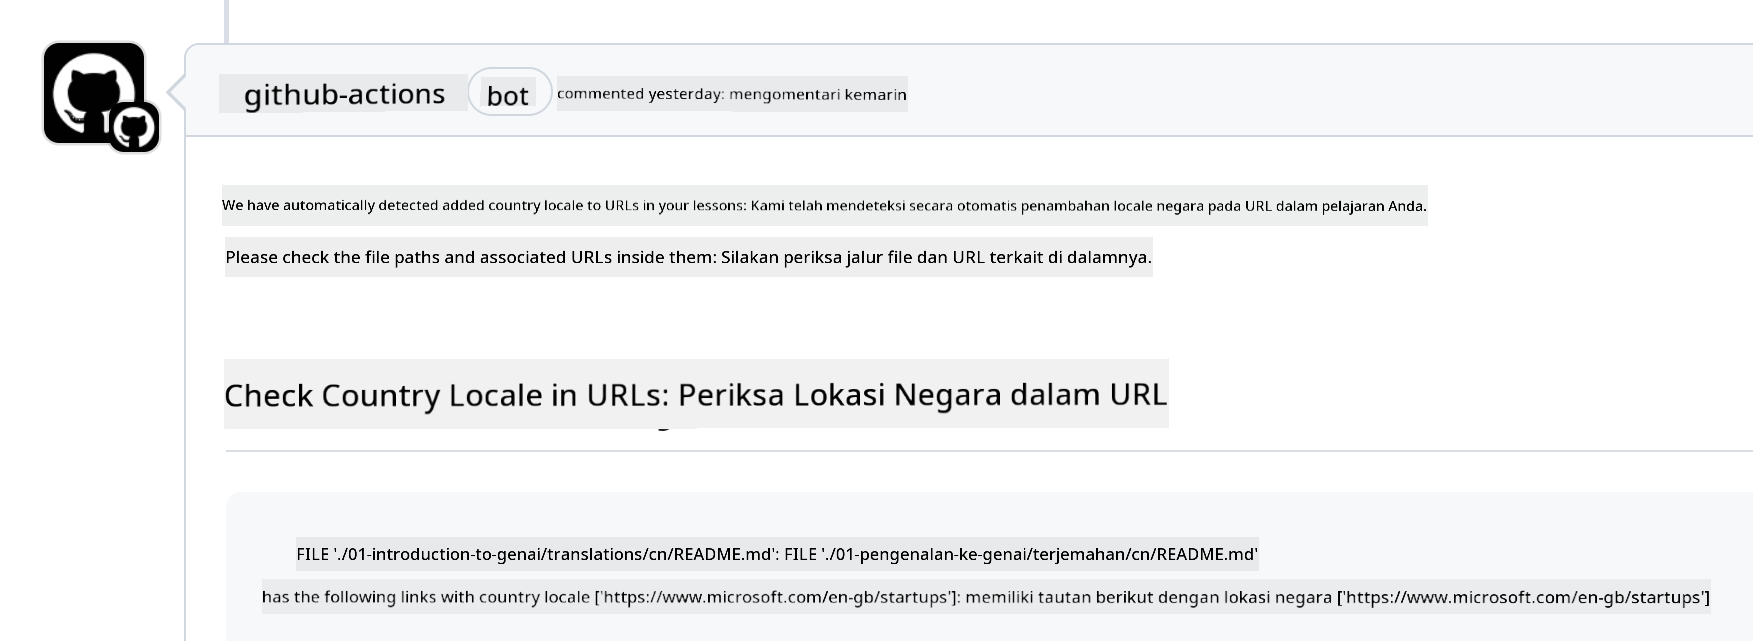 github-actions bot commented yesterday: mengomentari kemarin
We have automatically detected added country locale to URLs in your lessons: Kami telah mendeteksi secara otomatis penambahan locale negara pada URL dalam pelajaran Anda.
Please check the file paths and associated URLs inside them: Silakan periksa jalur file dan URL terkait di dalamnya.
Check Country Locale in URLs: Periksa Lokasi Negara dalam URL
FILE './01-introduction-to-genai/translations/cn/README.md': FILE './01-pengenalan-ke-genai/terjemahan/cn/README.md'
has the following links with country locale ['https://www.microsoft.com/en-gb/startups']: memiliki tautan berikut dengan lokasi negara ['https://www.microsoft.com/en-gb/startups']